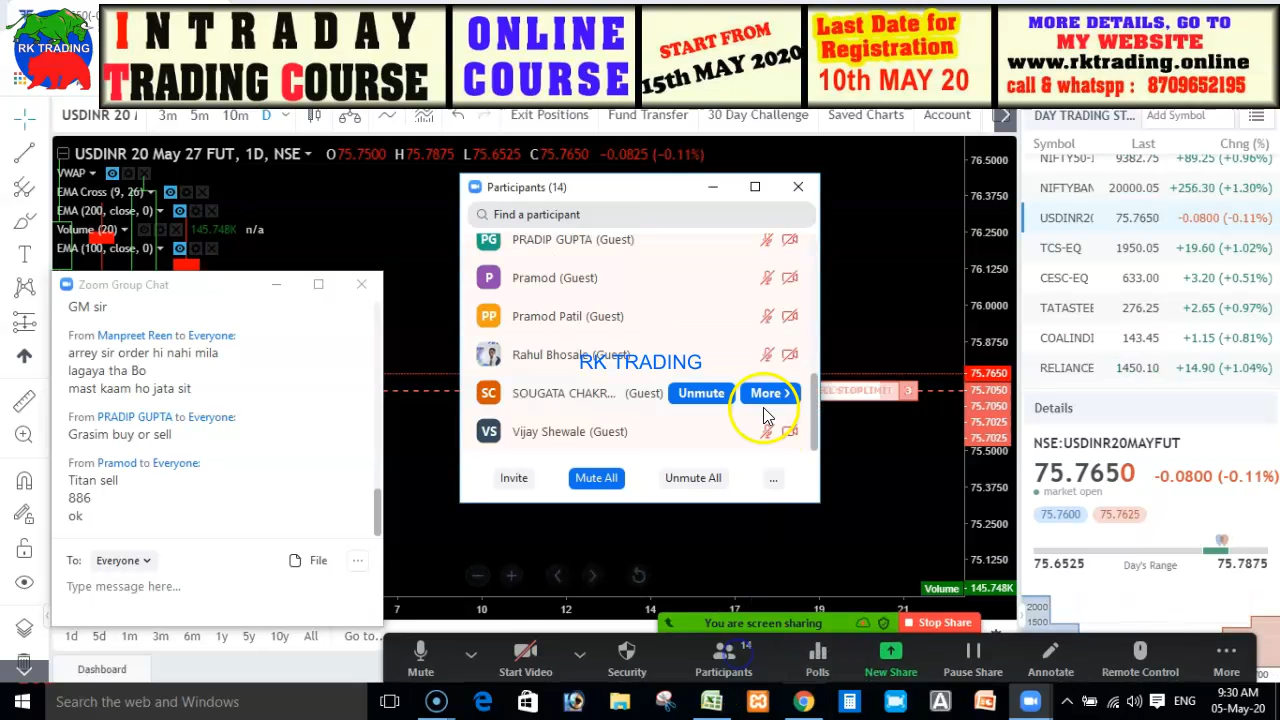 RK TRADING
INTRADAY
TRADING COURSE
ONLINE
COURSE
START FROM
15th MAY 2020
Last Date for
Registration
10th MAY 20
MORE DETAILS, GO TO
MY WEBSITE
www.rktrading.online
call & whatspp : 8709652195
3m 5m 10m D
Exit Positions Fund Transfer 30 Day Challenge Saved Charts Account
DAY TRADING ST... Add Symbol
Symbol Last Chng (%)
NIFTY50-I 9382.75 +89.25 (+0.96%)
NIFTYBAN 20000.05 +256.30 (+1.30%)
USDINR2( 75.7650 -0.0800 (-0.11%)
TCS-EQ 1950.05 +19.60 (+1.02%)
CESC-EQ 633.00 +3.20 (+0.51%)
TATASTEE 276.25 +2.65 (+0.97%)
COALINDI 143.45 +1.15 (+0.81%)
RELIANCE 1450.10 +14.90 (+1.04%)
Details
NSE:USDINR20MAYFUT
75.7650 -0.0800 (-0.11%)
market open
75.7600 75.7625
75.6525 Day's Range 75.7875
2000
1500
USDINR 20 May 27 FUT, 1D, NSE O75.7500 H75.7875 L75.6525 C75.7650 -0.0825 (-0.11%)
VWAP
EMA Cross (9, 26)
EMA (200, close, 0)
Volume (20) 145.748K n/a
EMA (100, close, 0)
76.5000
76.3750
76.2500
76.1250
76.0000
75.8750
75.7650
75.7050
75.7050
75.7025
75.7025
75.5000
75.3750
75.2500
75.1250
Volume 145.748K
3
7 10 12 14 17 19 21
Participants (14)
Find a participant
PG PRADIP GUPTA (Guest)
P Pramod (Guest)
PP Pramod Patil (Guest)
Rahul Bhosale (Guest)
RK TRADING
SC SOUGATA CHAKR... (Guest) Unmute More >
VS Vijay Shewale (Guest)
Invite Mute All Unmute All ...
Zoom Group Chat
GM sir
From Manpreet Reen to Everyone:
arrey sir order hi nahi mila
lagaya tha Bo
mast kaam ho jata sit
From PRADIP GUPTA to Everyone:
Grasim buy or sell
From Pramod to Everyone:
Titan sell
886
ok
To: Everyone File ...
Type message here...
1d 5d 1m 3m 6m 1y 5y 10y All Go to...
Dashboard
You are screen sharing Stop Share
14
Mute Start Video Security Participants Polls New Share Pause Share Annotate Remote Control More
Search the web and Windows
ENG
9:30 AM
05-May-20